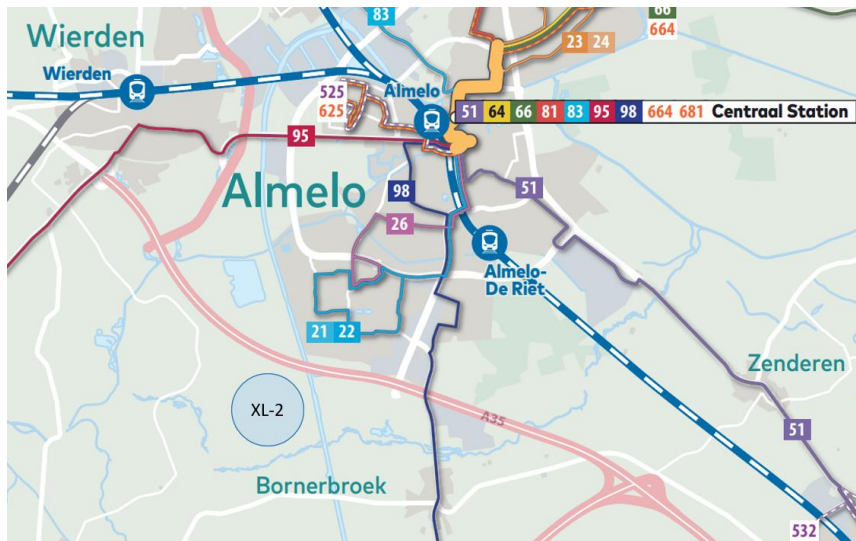 66
664
83
23 24
Wierden
Wierden
Almelo
525
625
51 64 66 81 83 95 98 664 681 Centraal Station
95
Almelo
98
51
26
Almelo-
De Riet
21 22
Zenderen
XL-2
A35
51
Bornerbroek
532